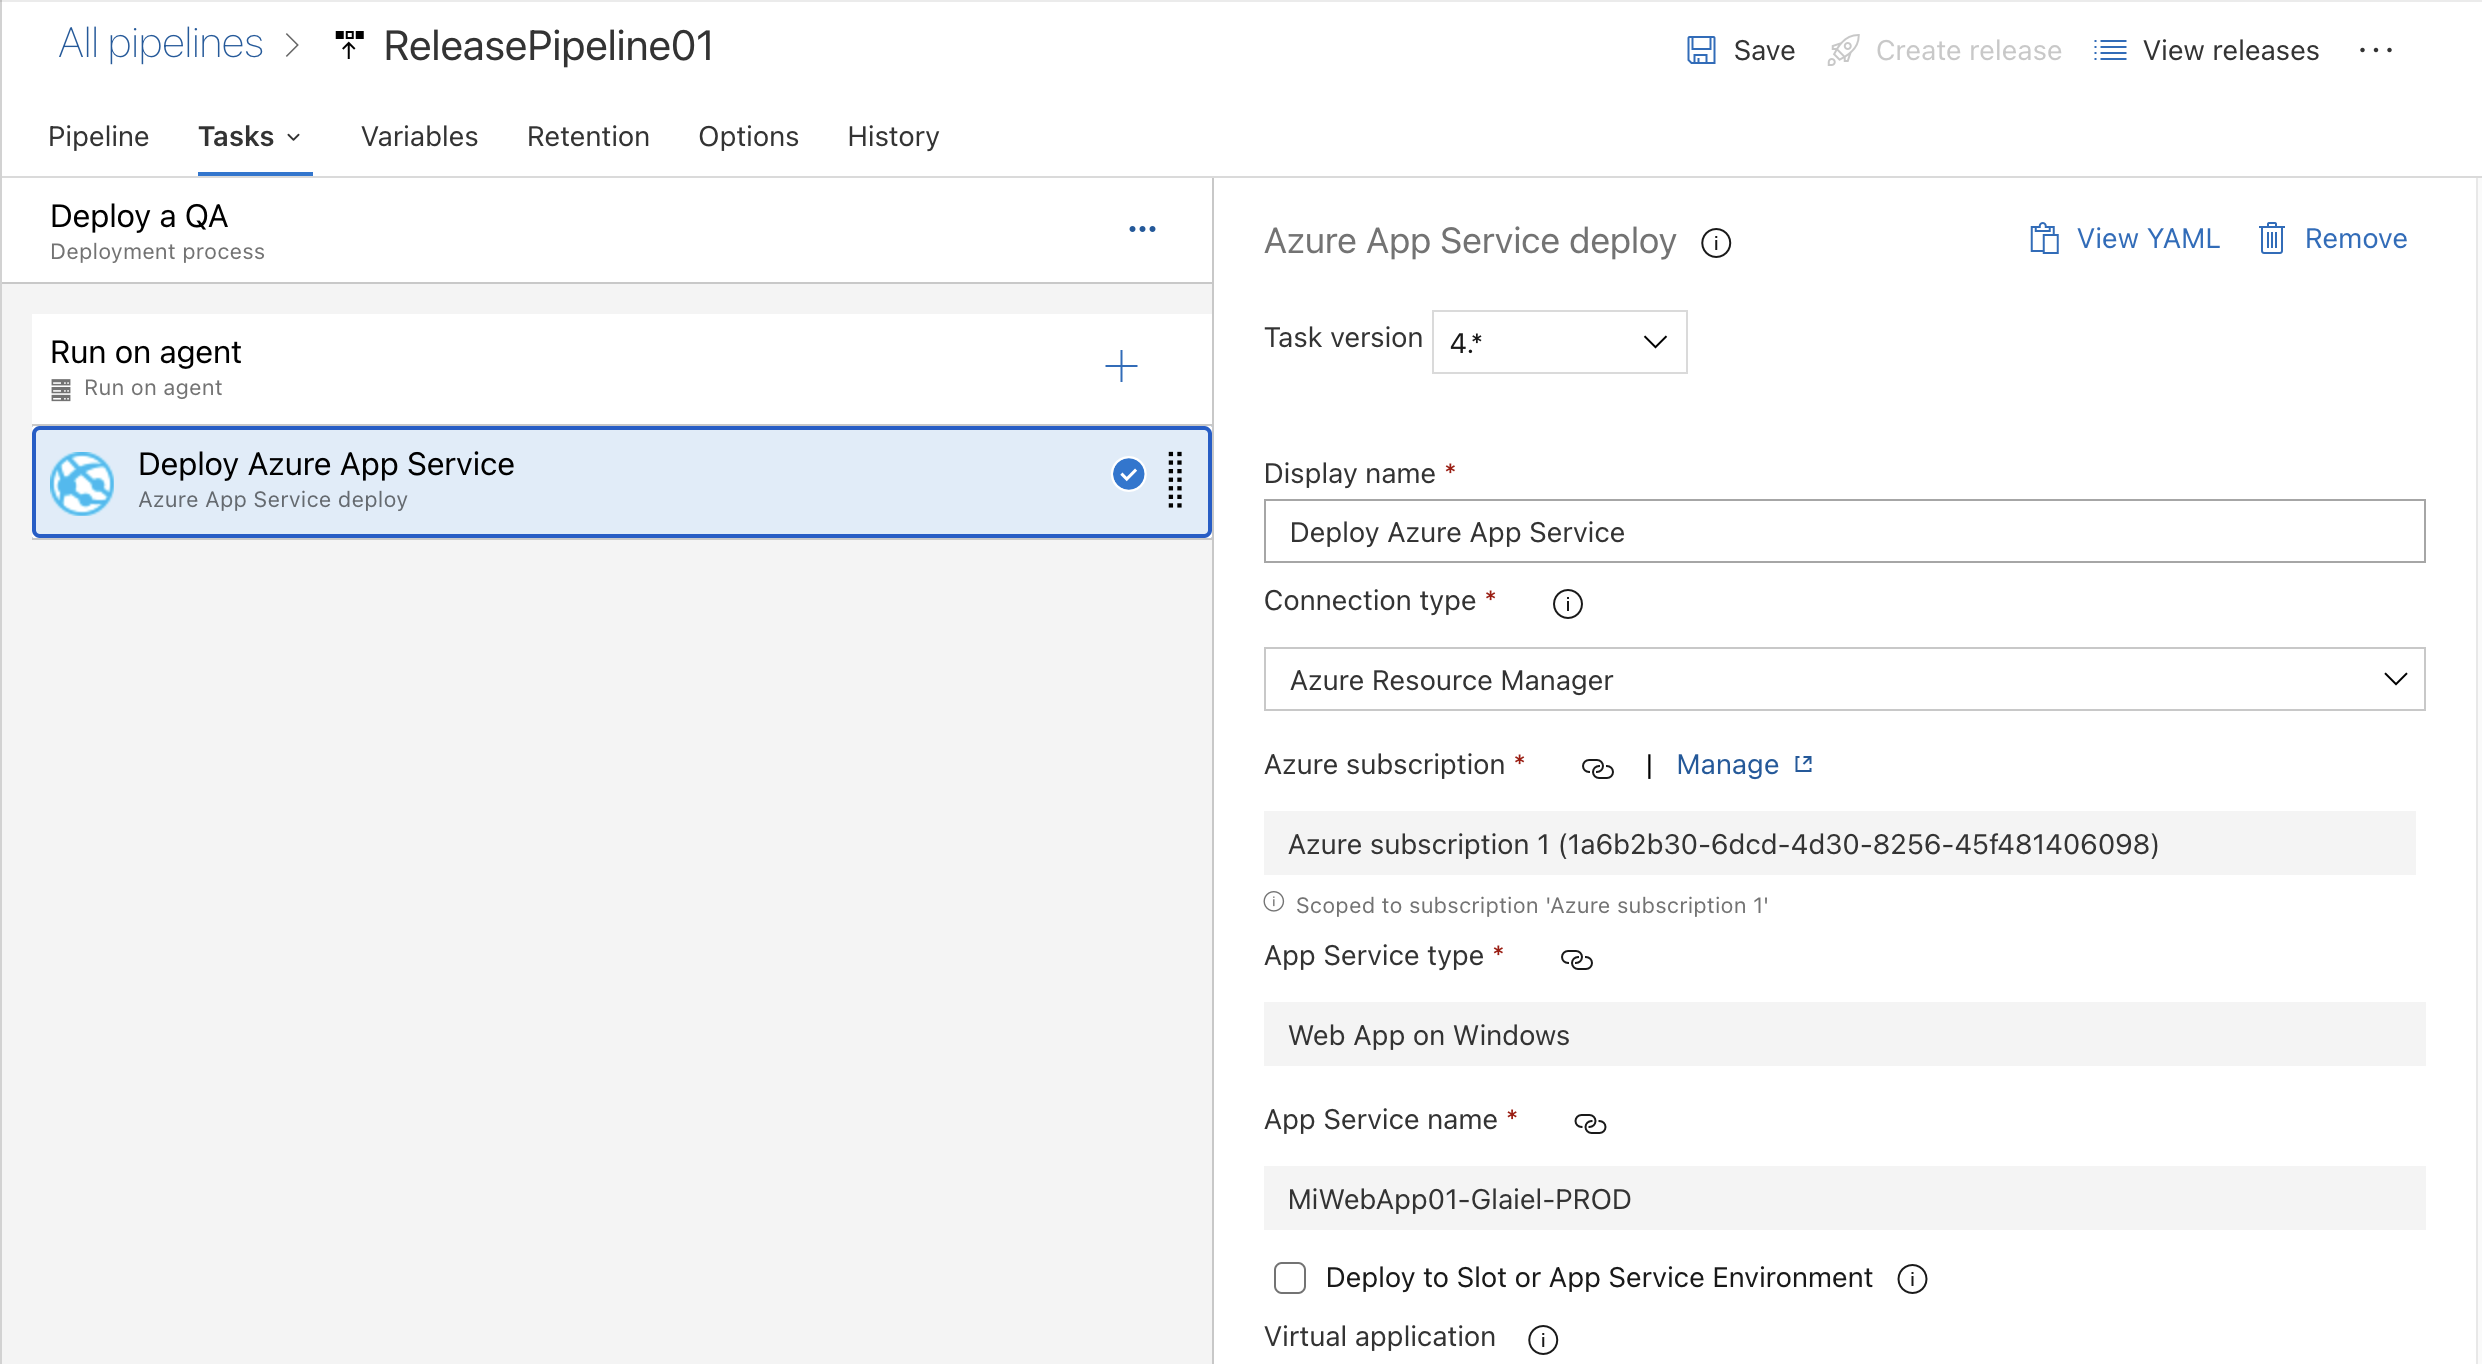 All pipelines > ReleasePipeline01
Save Create release View releases ...
Pipeline Tasks Variables Retention Options History
Deploy a QA
Deployment process
Run on agent
Run on agent
Deploy Azure App Service
Azure App Service deploy
Azure App Service deploy View YAML Remove
Task version 4.*
Display name *
Deploy Azure App Service
Connection type *
Azure Resource Manager
Azure subscription * | Manage
Azure subscription 1 (1a6b2b30-6dcd-4d30-8256-45f481406098)
Scoped to subscription 'Azure subscription 1'
App Service type *
Web App on Windows
App Service name *
MiWebApp01-Glaiel-PROD
Deploy to Slot or App Service Environment
Virtual application